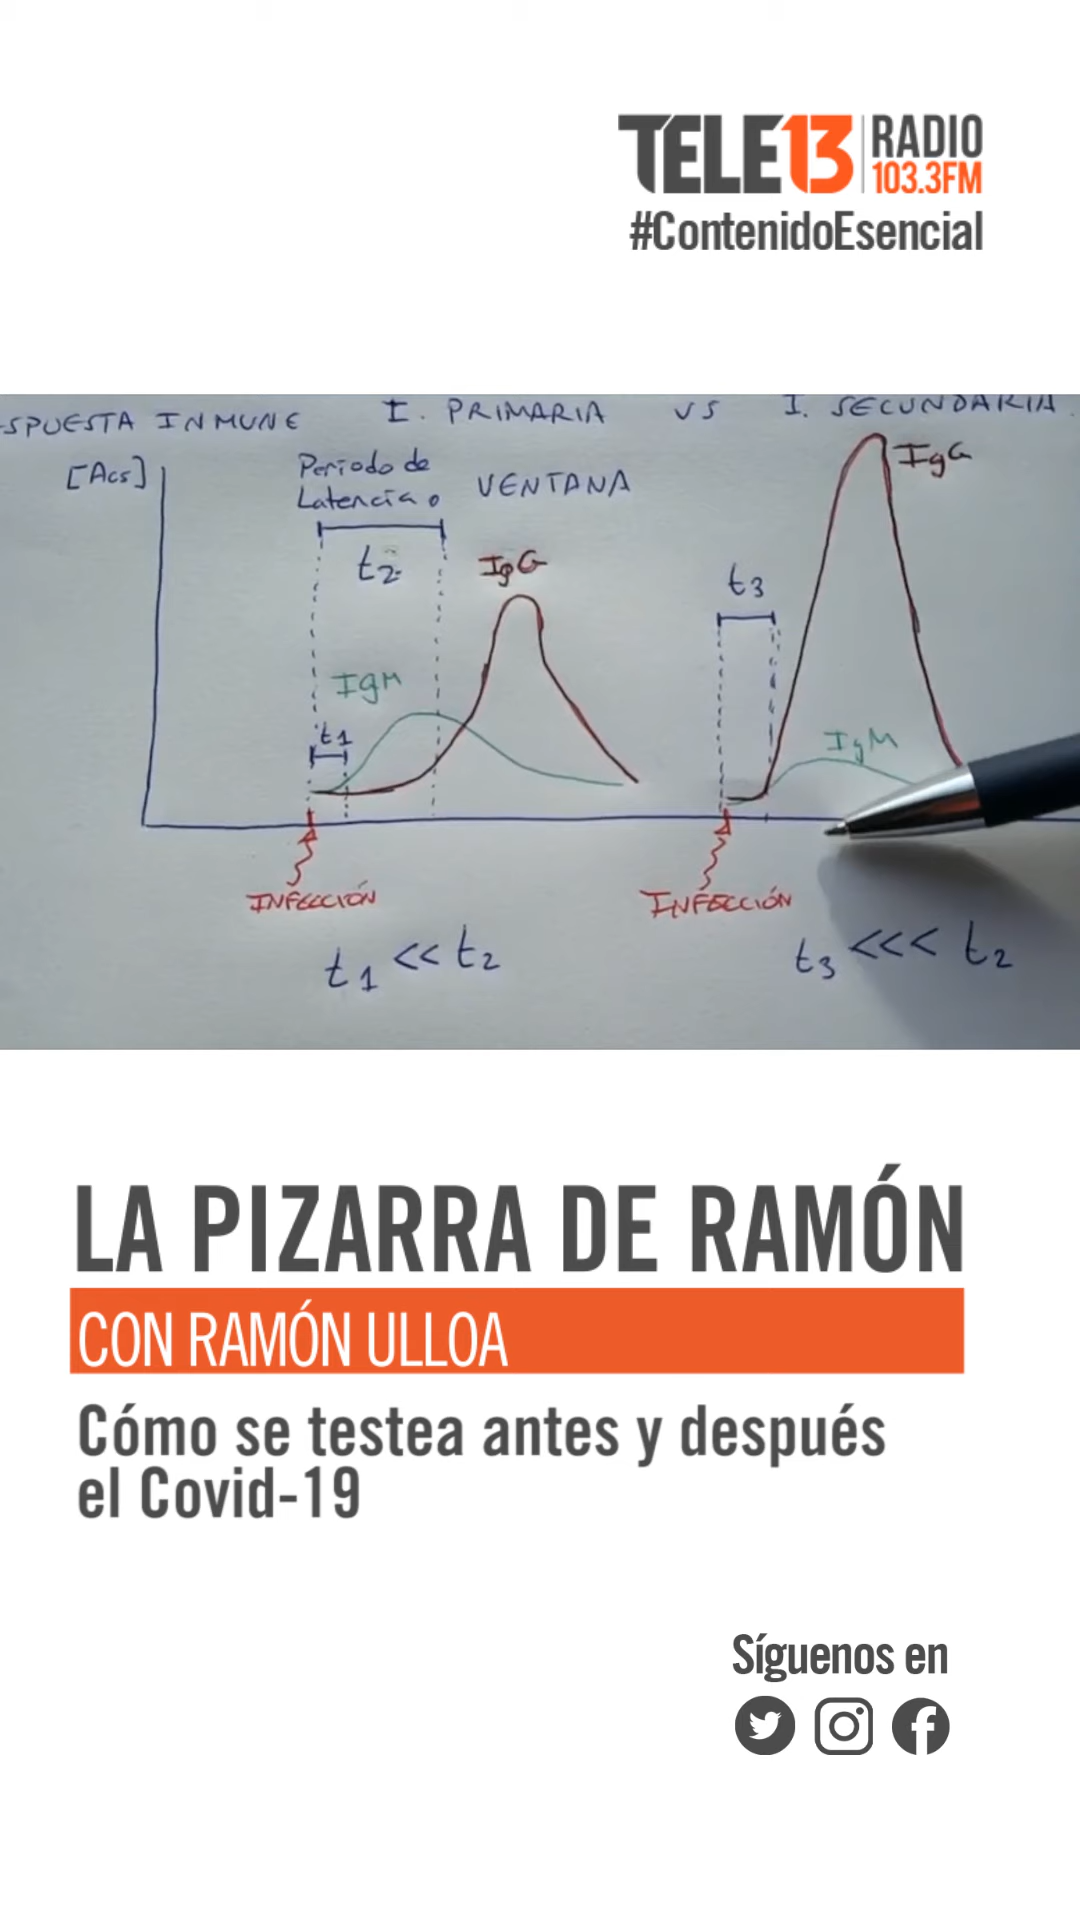 TELE13 RADIO
103.3FM
#ContenidoEsencial
SPUESTA INMUNE I. PRIMARIA VS I. SECUNDARIA
[Acs]
Periodo de
Latencia o VENTANA
t2
IgG
IgM
t1
INFECCIÓN
t1 << t2
IgG
t3
IgM
INFECCIÓN
t3 <<< t2
LA PIZARRA DE RAMÓN
CON RAMÓN ULLOA
Cómo se testea antes y después
el Covid-19
Síguenos en